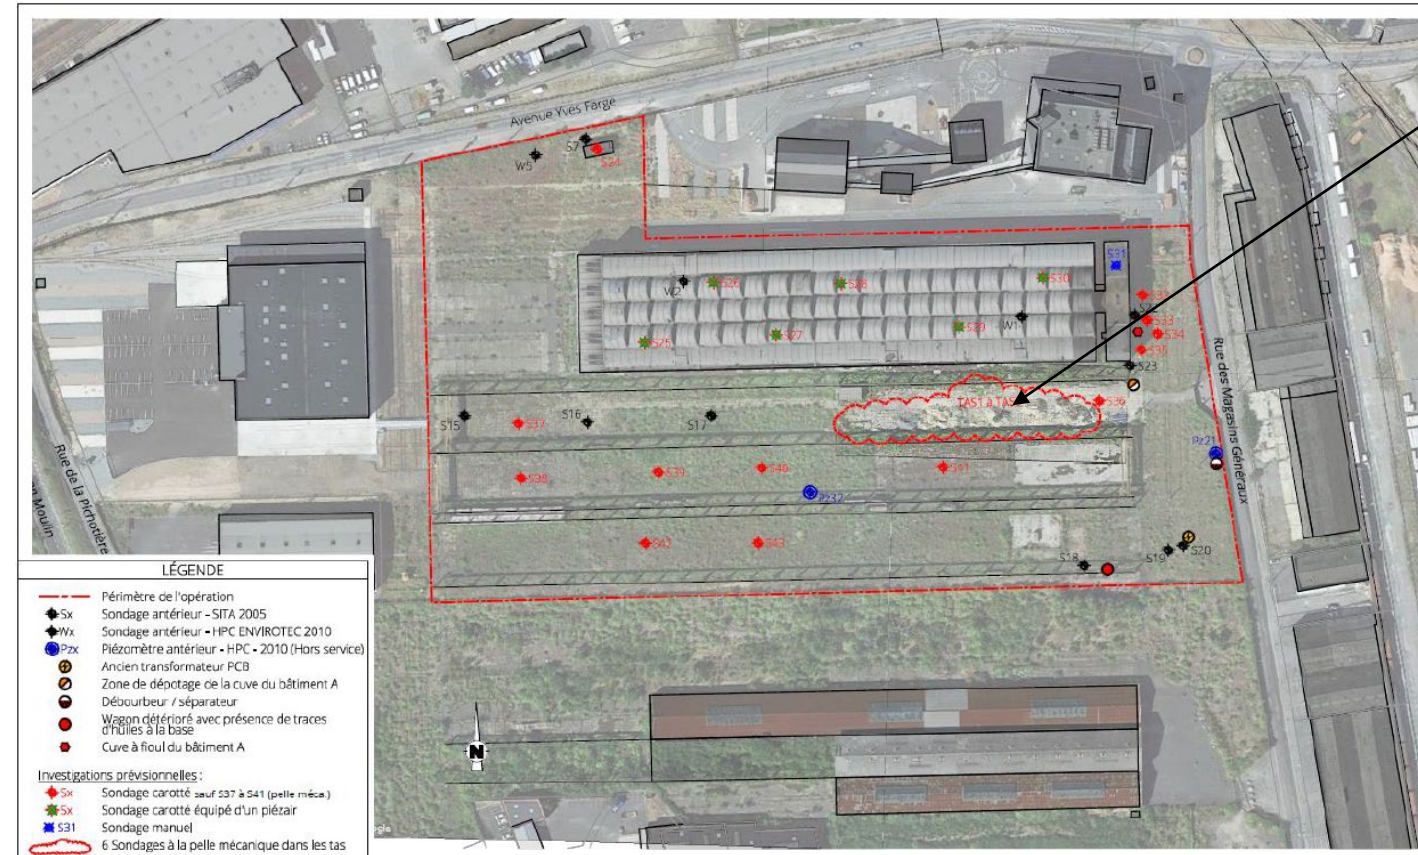 Avenue Yves Farge
S7
S24
W5
S31
W2
S26
S28
S30
S32
S22
W1
S33
S29
S27
S34
S25
S35
S23
Rue des Magasins Généraux
TAS1 à TAS
S36
S15
S37
S16
S17
Pz21
Rue de la Pichotière
S38
S39
S40
S41
Moulin
S42
S43
S18
S19
S20
LÉGENDE
Périmètre de l'opération
Sx Sondage antérieur - SITA 2005
Wx Sondage antérieur - HPC ENVIROTEC 2010
Pzx Piézomètre antérieur - HPC - 2010 (Hors service)
Ancien transformateur PCB
Zone de dépotage de la cuve du bâtiment A
Débourbeur / séparateur
Wagon détérioré avec présence de traces
d'huiles à la base
Cuve à fioul du bâtiment A
N
Investigations prévisionnelles :
Sx Sondage carotté sauf S37 à S41 (pelle méca.)
Sx Sondage carotté équipé d'un piézair
S31 Sondage manuel
6 Sondages à la pelle mécanique dans les tas